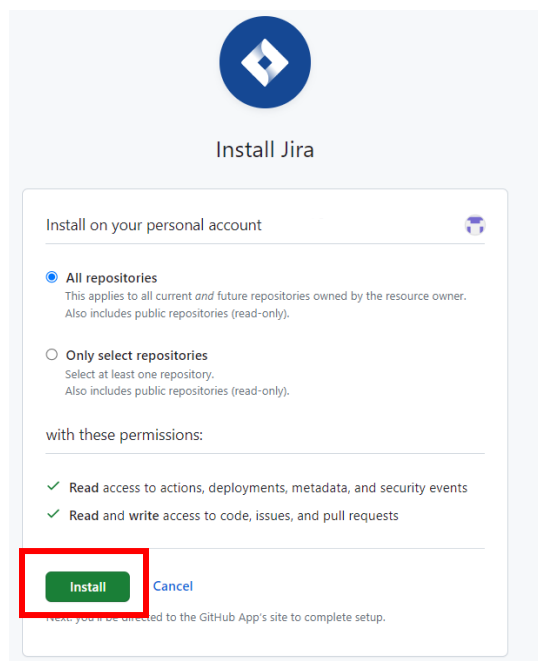 Install Jira
Install on your personal account
All repositories
This applies to all current and future repositories owned by the resource owner.
Also includes public repositories (read-only).
Only select repositories
Select at least one repository.
Also includes public repositories (read-only).
with these permissions:
Read access to actions, deployments, metadata, and security events
Read and write access to code, issues, and pull requests
Install Cancel
Next: you'll be directed to the GitHub App's site to complete setup.